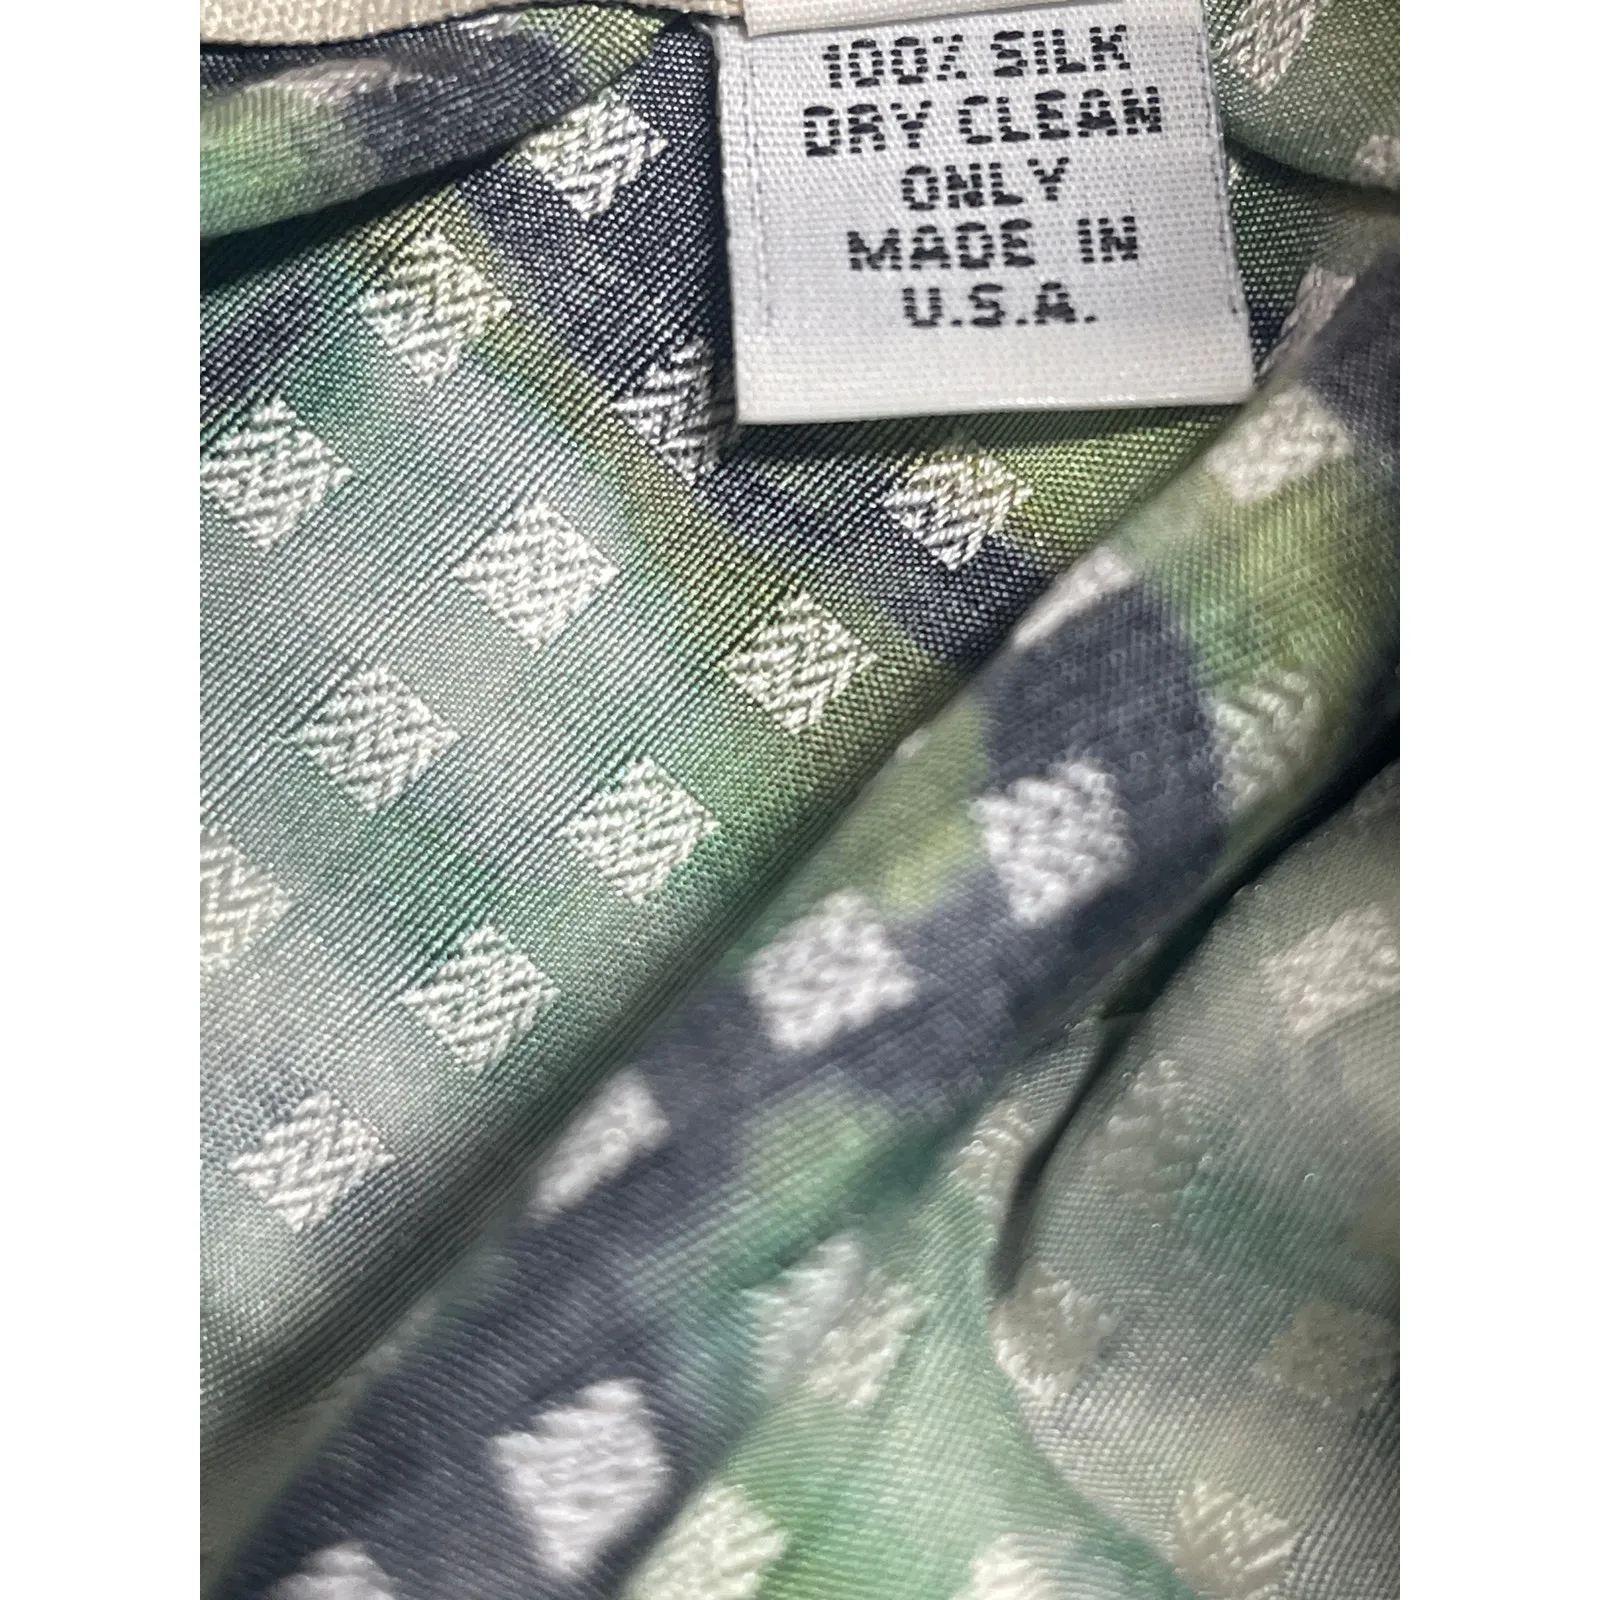 100% SILK
DRY CLEAN
ONLY
MADE IN
U.S.A.